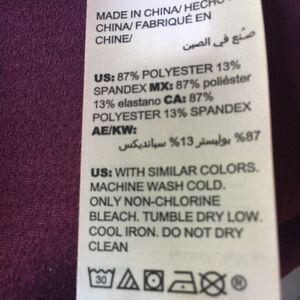 MADE IN CHINA/ HECHO
CHINA/ FABRIQUÉ EN
CHINE/
صنع في الصين
US: 87% POLYESTER 13%
SPANDEX MX: 87% poliéster
13% elastano CA: 87%
POLYESTER 13% SPANDEX
AE/KW:
87% بوليستر 13% سبانديكس
US: WITH SIMILAR COLORS.
MACHINE WASH COLD.
ONLY NON-CHLORINE
BLEACH. TUMBLE DRY LOW.
COOL IRON. DO NOT DRY
CLEAN
30 ®